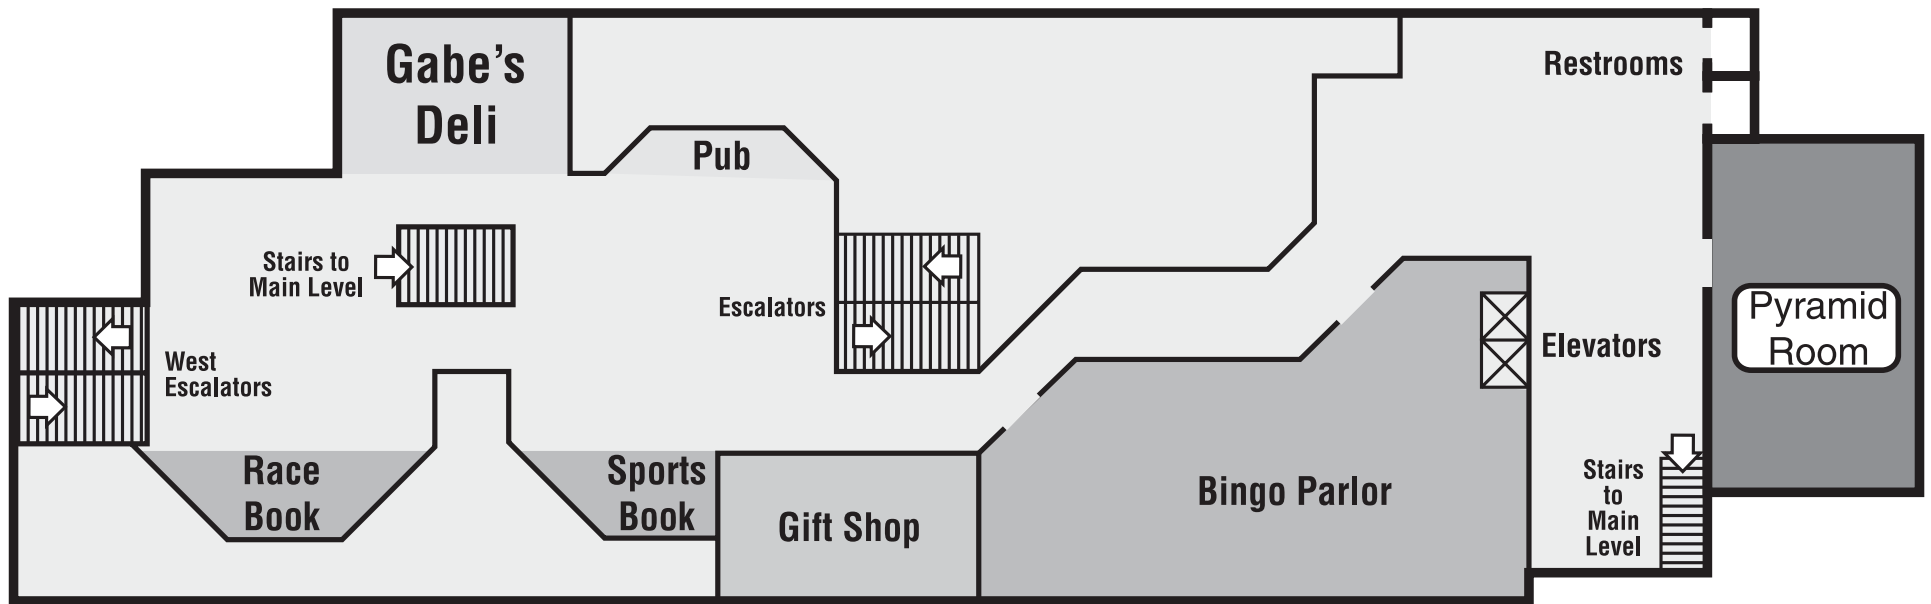 Gabe's
Deli
Restrooms
Pub
Stairs to
Main Level
Escalators
Pyramid
Room
West
Escalators
Elevators
Race
Book
Sports
Book
Gift Shop
Bingo Parlor
Stairs
to
Main
Level